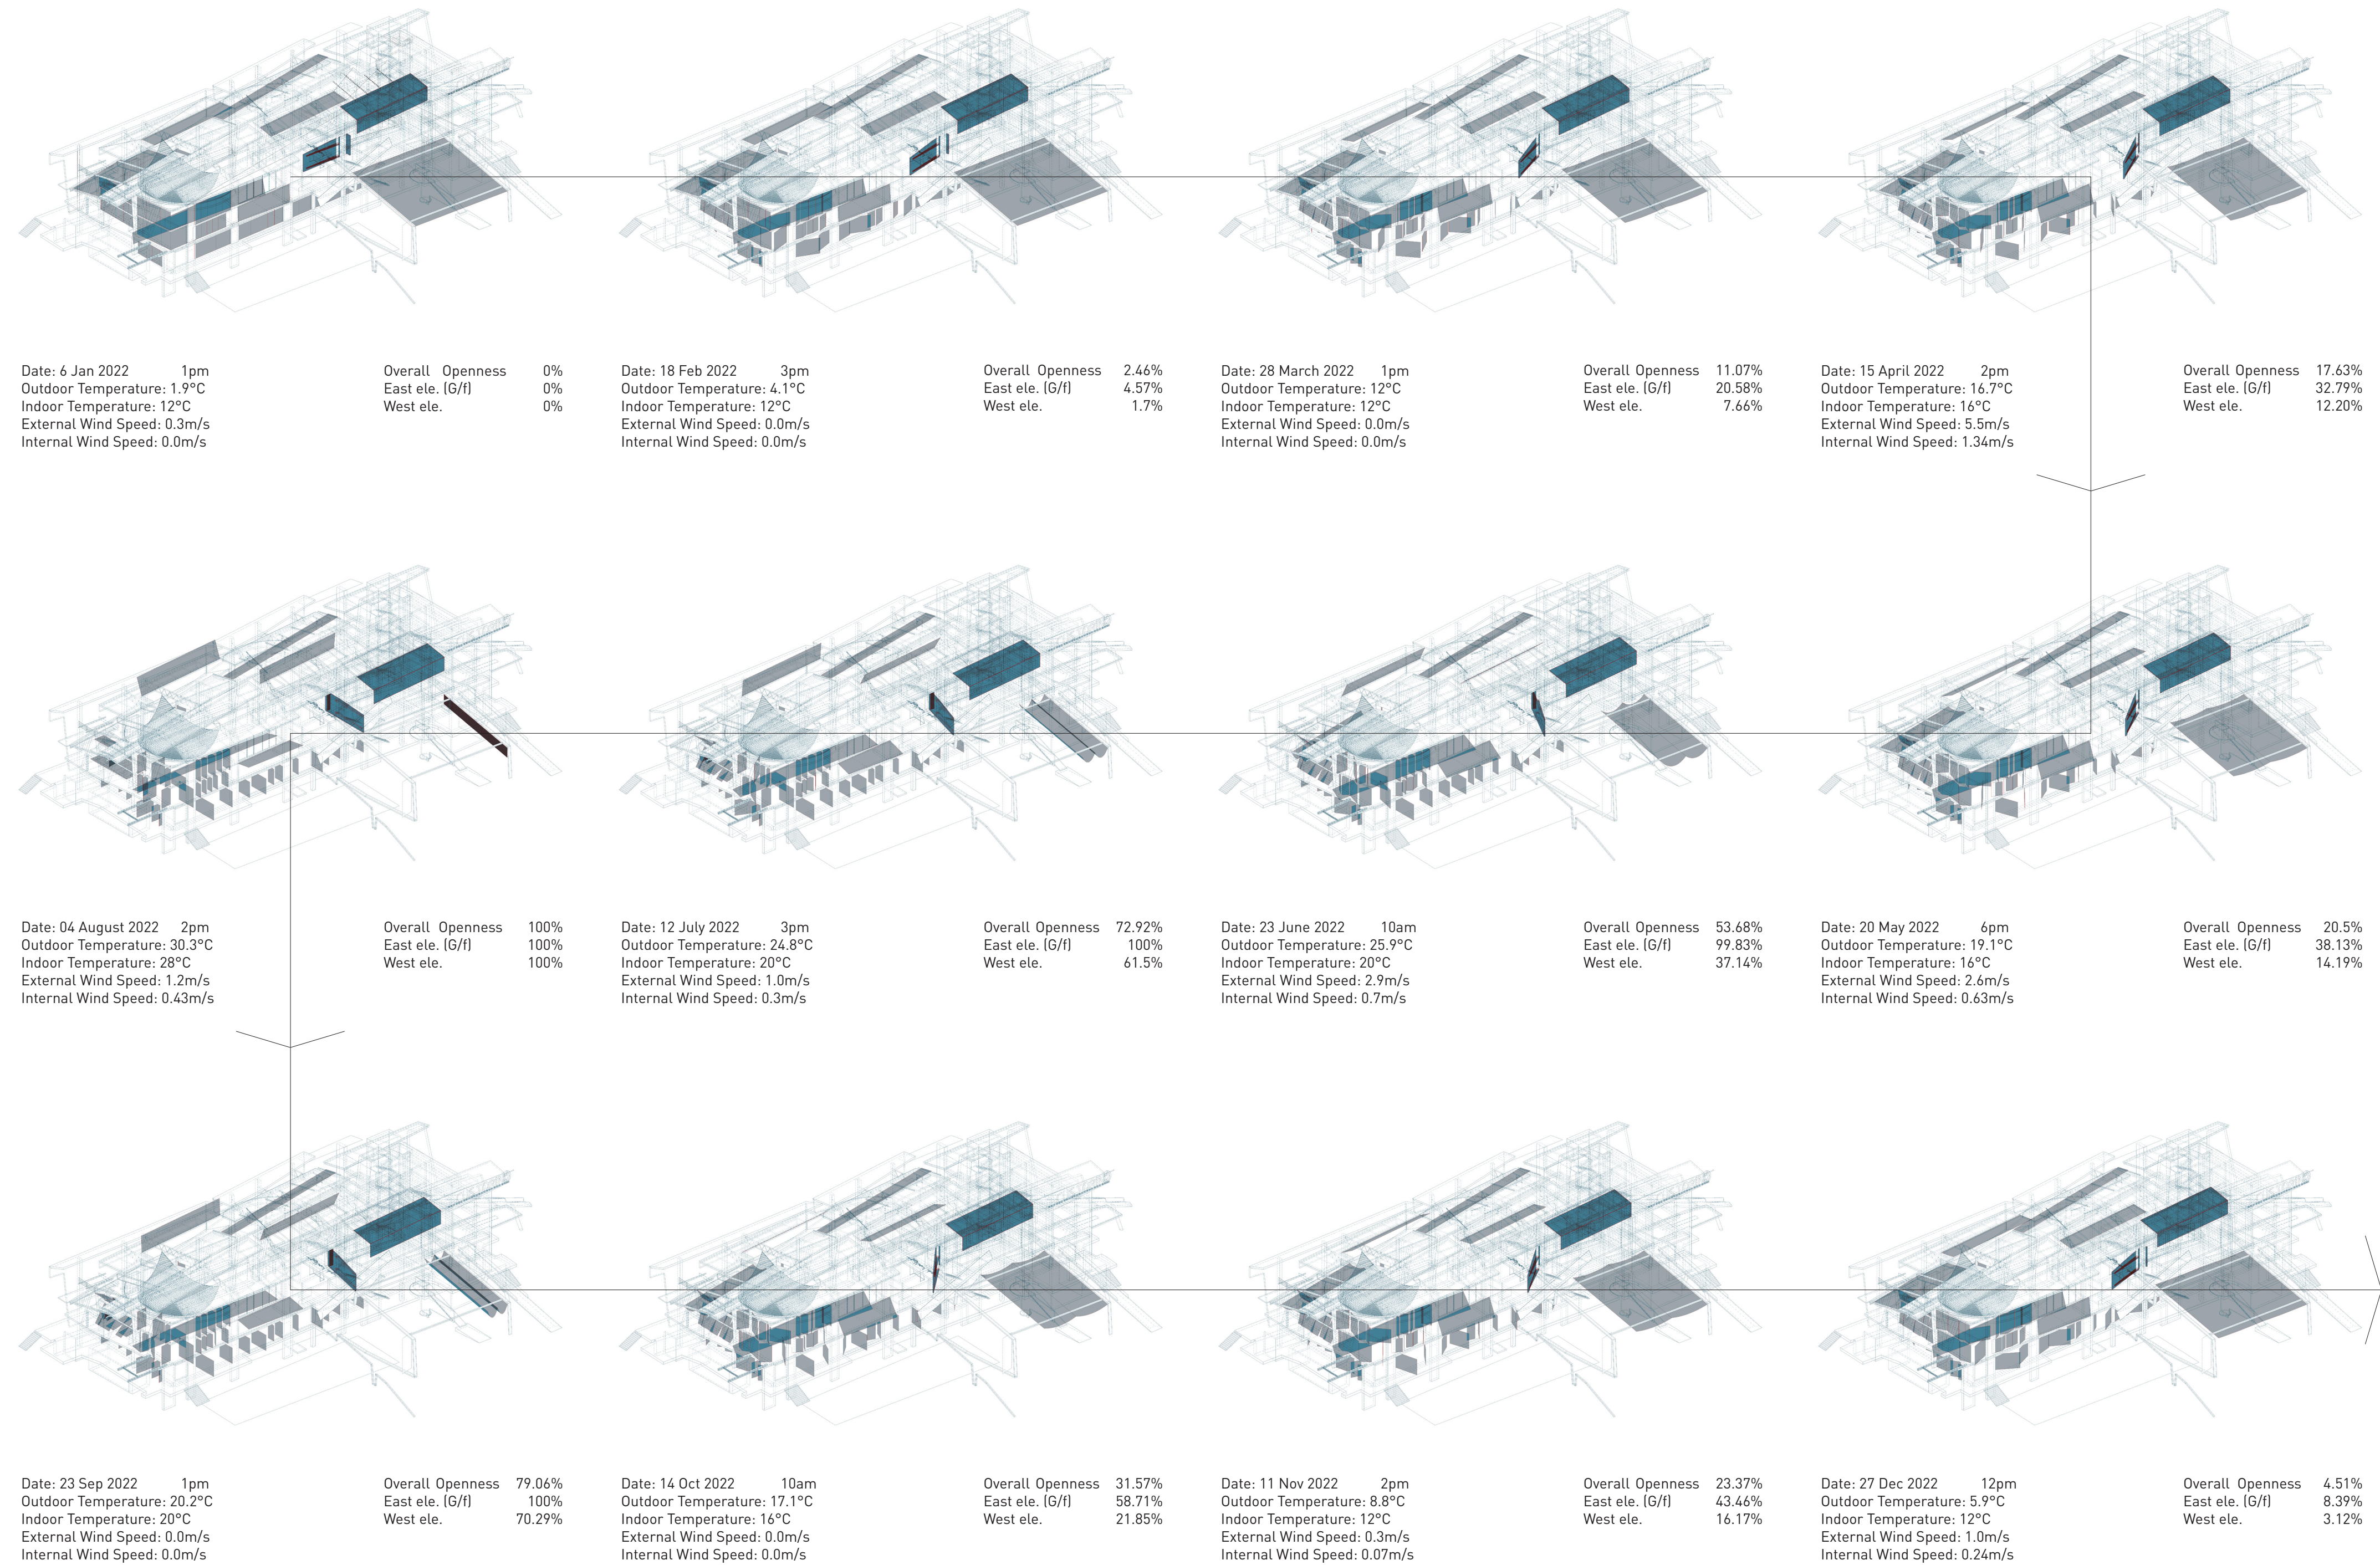 Date: 6 Jan 2022 1pm
Outdoor Temperature: 1.9°C
Indoor Temperature: 12°C
External Wind Speed: 0.3m/s
Internal Wind Speed: 0.0m/s
Overall Openness 0%
East ele. (G/f) 0%
West ele. 0%
Date: 18 Feb 2022 3pm
Outdoor Temperature: 4.1°C
Indoor Temperature: 12°C
External Wind Speed: 0.0m/s
Internal Wind Speed: 0.0m/s
Overall Openness 2.46%
East ele. (G/f) 4.57%
West ele. 1.7%
Date: 28 March 2022 1pm
Outdoor Temperature: 12°C
Indoor Temperature: 12°C
External Wind Speed: 0.0m/s
Internal Wind Speed: 0.0m/s
Overall Openness 11.07%
East ele. (G/f) 20.58%
West ele. 7.66%
Date: 15 April 2022 2pm
Outdoor Temperature: 16.7°C
Indoor Temperature: 16°C
External Wind Speed: 5.5m/s
Internal Wind Speed: 1.34m/s
Overall Openness 17.63%
East ele. (G/f) 32.79%
West ele. 12.20%
Date: 04 August 2022 2pm
Outdoor Temperature: 30.3°C
Indoor Temperature: 28°C
External Wind Speed: 1.2m/s
Internal Wind Speed: 0.43m/s
Overall Openness 100%
East ele. (G/f) 100%
West ele. 100%
Date: 12 July 2022 3pm
Outdoor Temperature: 24.8°C
Indoor Temperature: 20°C
External Wind Speed: 1.0m/s
Internal Wind Speed: 0.3m/s
Overall Openness 72.92%
East ele. (G/f) 100%
West ele. 61.5%
Date: 23 June 2022 10am
Outdoor Temperature: 25.9°C
Indoor Temperature: 20°C
External Wind Speed: 2.9m/s
Internal Wind Speed: 0.7m/s
Overall Openness 53.68%
East ele. (G/f) 99.83%
West ele. 37.14%
Date: 20 May 2022 6pm
Outdoor Temperature: 19.1°C
Indoor Temperature: 16°C
External Wind Speed: 2.6m/s
Internal Wind Speed: 0.63m/s
Overall Openness 20.5%
East ele. (G/f) 38.13%
West ele. 14.19%
Date: 23 Sep 2022 1pm
Outdoor Temperature: 20.2°C
Indoor Temperature: 20°C
External Wind Speed: 0.0m/s
Internal Wind Speed: 0.0m/s
Overall Openness 79.06%
East ele. (G/f) 100%
West ele. 70.29%
Date: 14 Oct 2022 10am
Outdoor Temperature: 17.1°C
Indoor Temperature: 16°C
External Wind Speed: 0.0m/s
Internal Wind Speed: 0.0m/s
Overall Openness 31.57%
East ele. (G/f) 58.71%
West ele. 21.85%
Date: 11 Nov 2022 2pm
Outdoor Temperature: 8.8°C
Indoor Temperature: 12°C
External Wind Speed: 0.3m/s
Internal Wind Speed: 0.07m/s
Overall Openness 23.37%
East ele. (G/f) 43.46%
West ele. 16.17%
Date: 27 Dec 2022 12pm
Outdoor Temperature: 5.9°C
Indoor Temperature: 12°C
External Wind Speed: 1.0m/s
Internal Wind Speed: 0.24m/s
Overall Openness 4.51%
East ele. (G/f) 8.39%
West ele. 3.12%